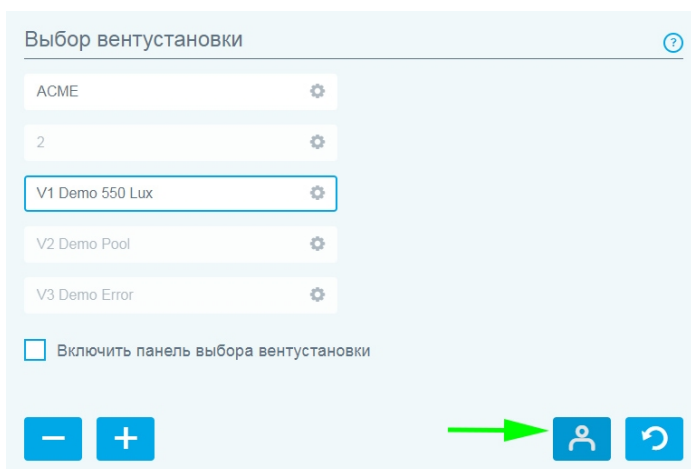 Выбор вентустановки
?
ACME
2
V1 Demo 550 Lux
V2 Demo Pool
V3 Demo Error
Включить панель выбора вентустановки